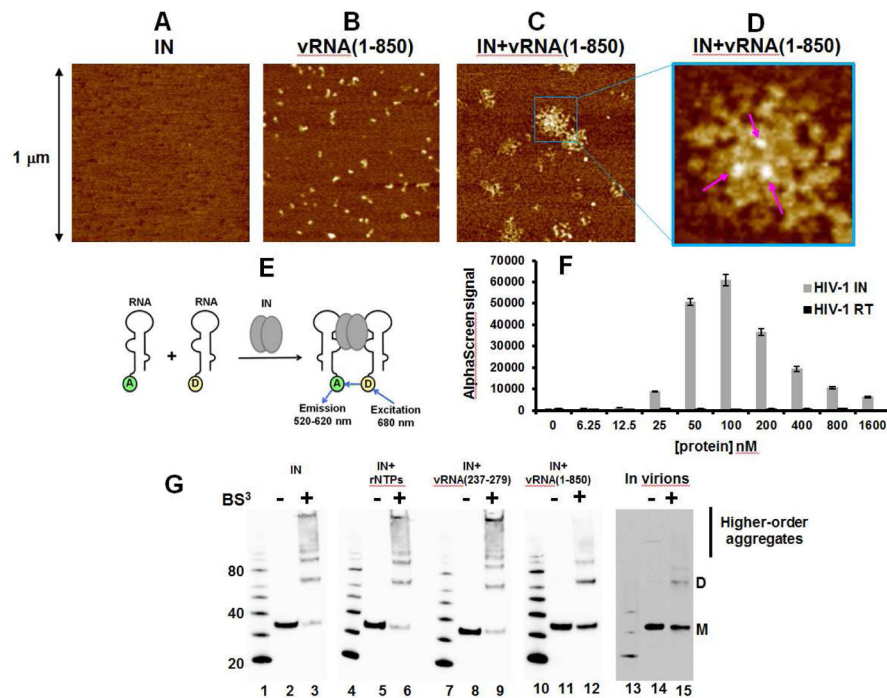 A
IN
B
vRNA(1-850)
C
IN+vRNA(1-850)
D
IN+vRNA(1-850)
1 µm
E
RNA
RNA
IN
+
A
D
A
D
Emission
520-620 nm
Excitation
680 nm
F
AlphaScreen signal
70000
60000
50000
40000
30000
20000
10000
0
HIV-1 IN
HIV-1 RT
0 6.25 12.5 25 50 100 200 400 800 1600
[protein] nM
G
BS³
IN
- +
IN+
rNTPs
- +
IN+
vRNA(237-279)
- +
IN+
vRNA(1-850)
- +
In virions
- +
Higher-order
aggregates
80
D
40
M
20
1 2 3 4 5 6 7 8 9 10 11 12 13 14 15